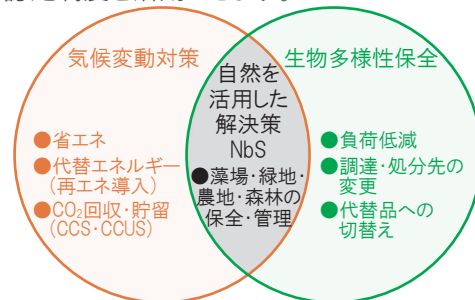 気候変動対策
●省エネ
●代替エネルギー
(再エネ導入)
●CO₂回収・貯留
(CCS・CCUS)
自然を
活用した
解決策
NbS
●藻場・緑地・
農地・森林の
保全・管理
生物多様性保全
●負荷低減
●調達・処分先の
変更
●代替品への
切替え